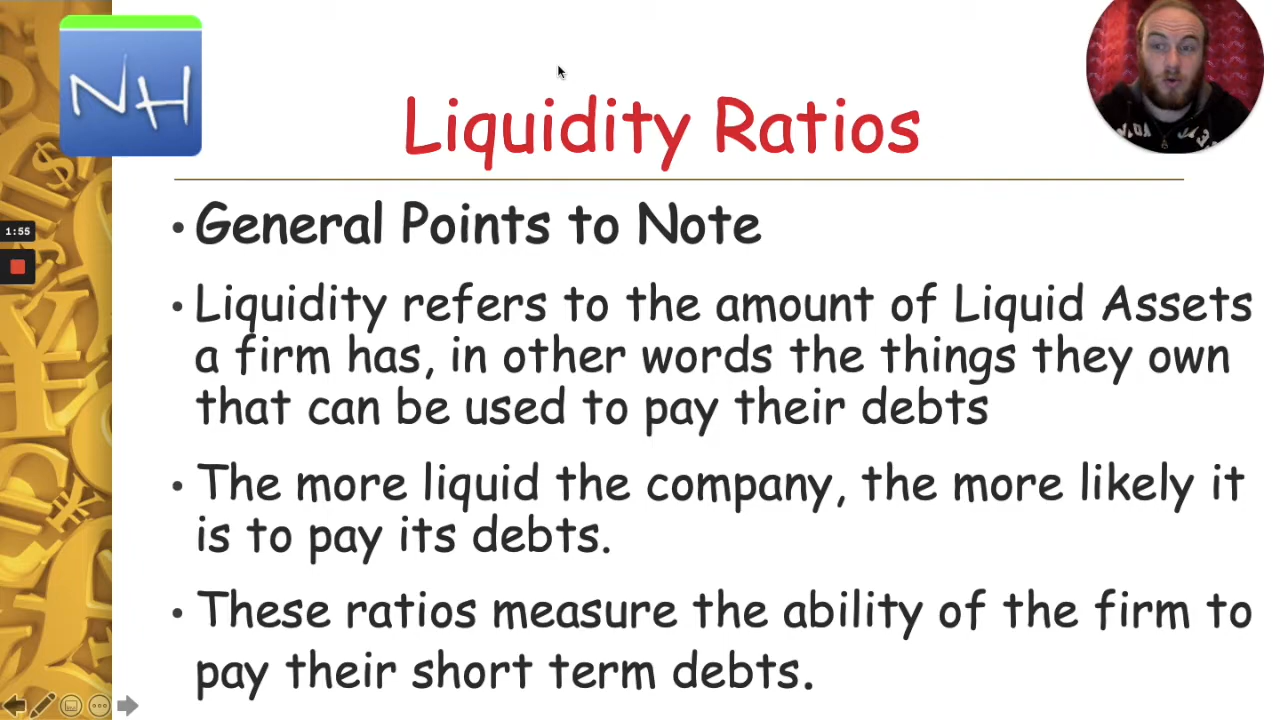 NH
Liquidity Ratios
1:55
• General Points to Note
• Liquidity refers to the amount of Liquid Assets
a firm has, in other words the things they own
that can be used to pay their debts
• The more liquid the company, the more likely it
is to pay its debts.
• These ratios measure the ability of the firm to
pay their short term debts.